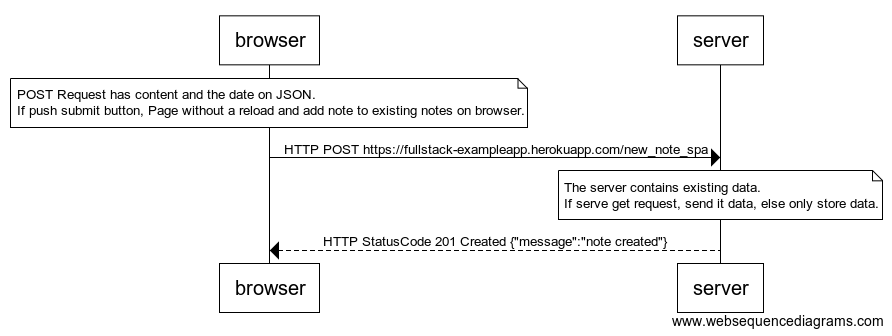 browser
server
POST Request has content and the date on JSON.
If push submit button, Page without a reload and add note to existing notes on browser.
HTTP POST https://fullstack-exampleapp.herokuapp.com/new_note_spa
The server contains existing data.
If serve get request, send it data, else only store data.
HTTP StatusCode 201 Created {"message":"note created"}
browser
server
www.websequencediagrams.com